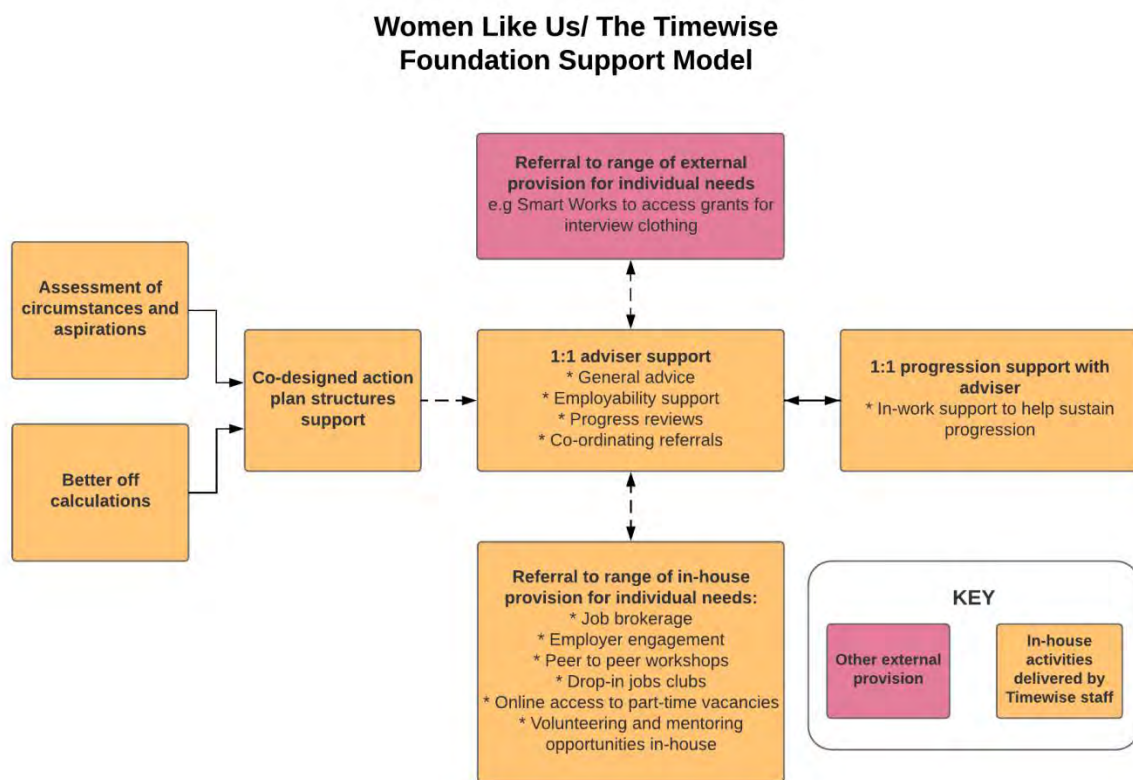 Women Like Us/ The Timewise
Foundation Support Model
Referral to range of external
provision for individual needs
e.g Smart Works to access grants for
interview clothing
Assessment of
circumstances and
aspirations
Better off
calculations
Co-designed action
plan structures
support
1:1 adviser support
* General advice
* Employability support
* Progress reviews
* Co-ordinating referrals
1:1 progression support with
adviser
* In-work support to help sustain
progression
Referral to range of in-house
provision for individual needs:
* Job brokerage
* Employer engagement
* Peer to peer workshops
* Drop-in jobs clubs
* Online access to part-time vacancies
* Volunteering and mentoring
opportunities in-house
KEY
Other external
provision
In-house
activities
delivered by
Timewise staff